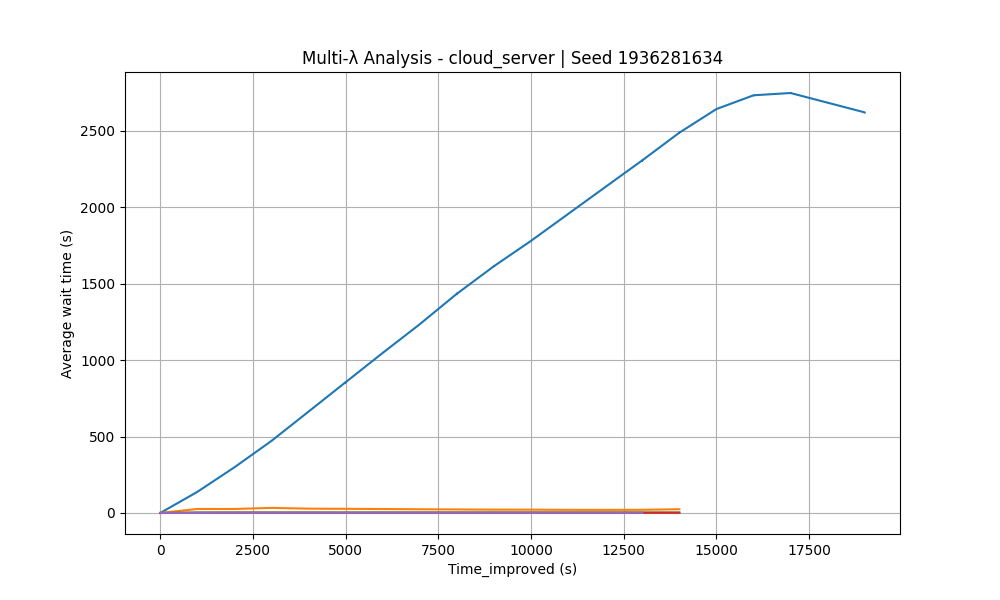 Multi-λ Analysis - cloud_server | Seed 1936281634
Average wait time (s)
2500
2000
1500
1000
500
0
0 2500 5000 7500 10000 12500 15000 17500
Time_improved (s)